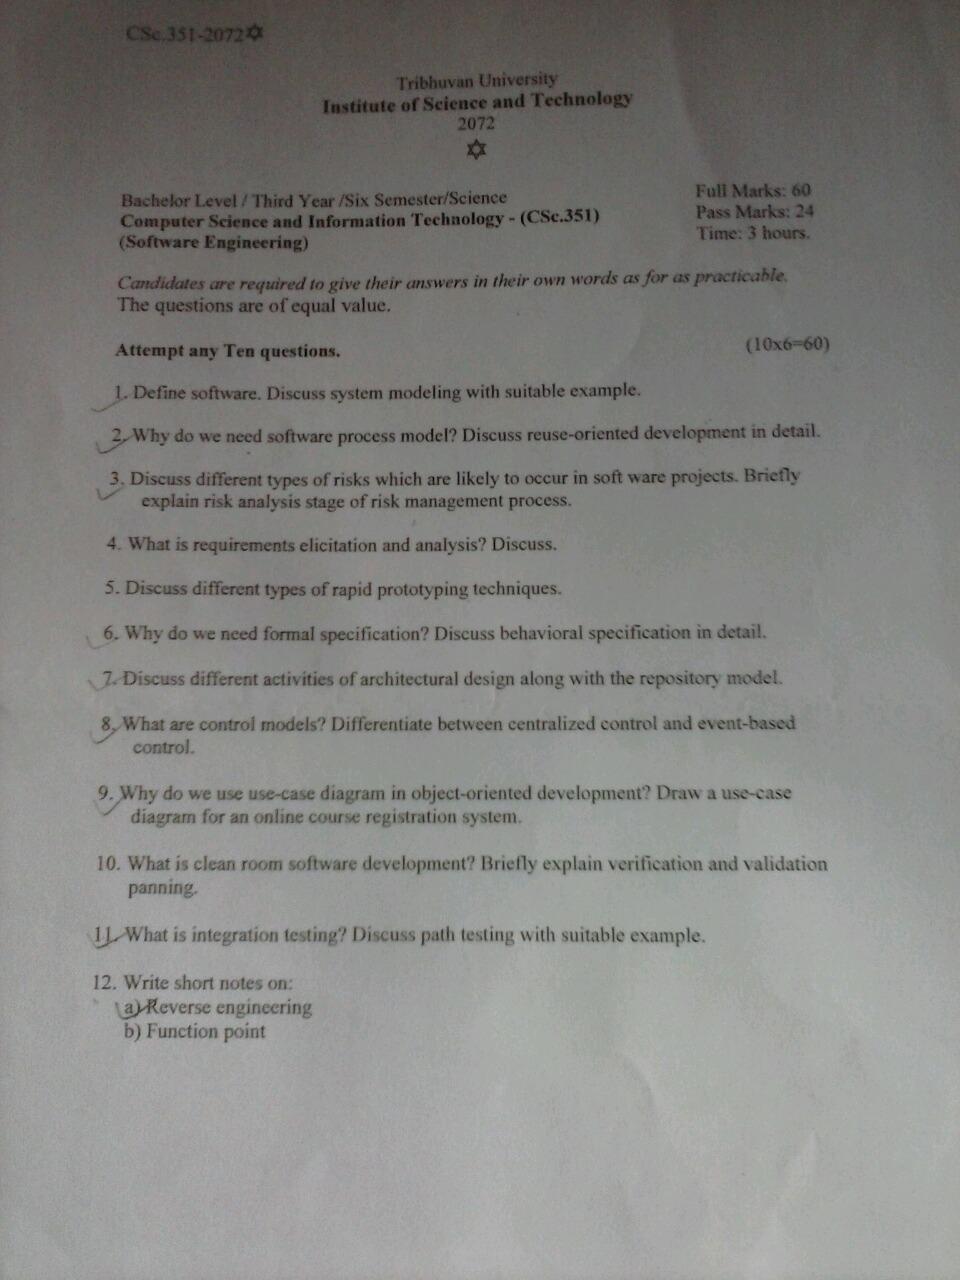 CSc.351-2072✡
Tribhuvan University
Institute of Science and Technology
2072
✡
Bachelor Level / Third Year /Six Semester/Science
Full Marks: 60
Computer Science and Information Technology - (CSc.351)
Pass Marks: 24
(Software Engineering)
Time: 3 hours.
Candidates are required to give their answers in their own words as for as practicable.
The questions are of equal value.
Attempt any Ten questions.
(10x6=60)
1. Define software. Discuss system modeling with suitable example.
2. Why do we need software process model? Discuss reuse-oriented development in detail.
3. Discuss different types of risks which are likely to occur in soft ware projects. Briefly
explain risk analysis stage of risk management process.
4. What is requirements elicitation and analysis? Discuss.
5. Discuss different types of rapid prototyping techniques.
6. Why do we need formal specification? Discuss behavioral specification in detail.
7. Discuss different activities of architectural design along with the repository model.
8. What are control models? Differentiate between centralized control and event-based
control.
9. Why do we use use-case diagram in object-oriented development? Draw a use-case
diagram for an online course registration system.
10. What is clean room software development? Briefly explain verification and validation
panning.
11. What is integration testing? Discuss path testing with suitable example.
12. Write short notes on:
a) Reverse engineering
b) Function point